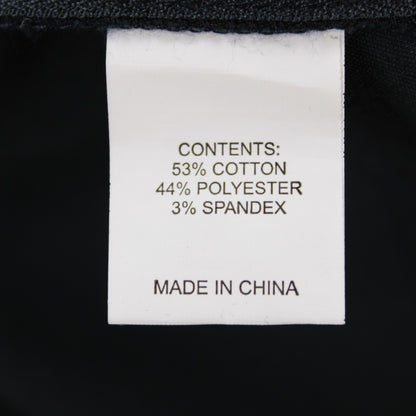 CONTENTS:
53% COTTON
44% POLYESTER
3% SPANDEX
MADE IN CHINA